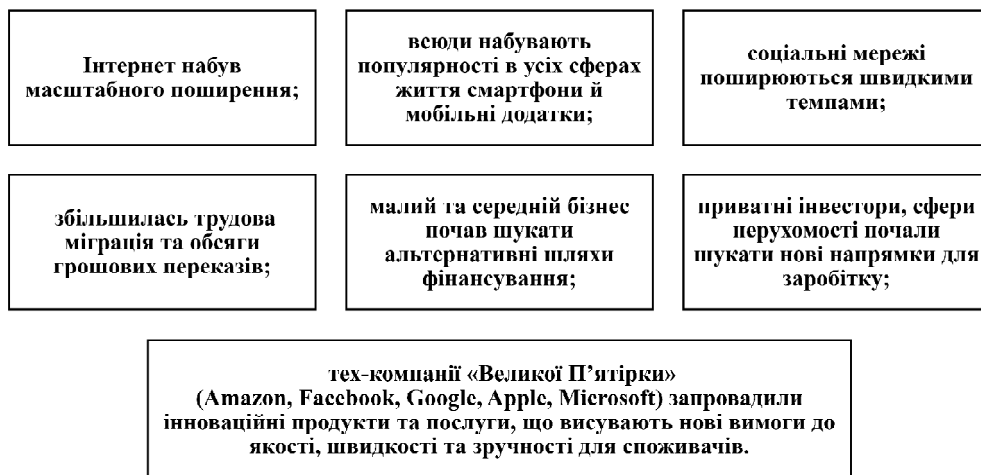 Інтернет набув
масштабного поширення;
всюди набувають
популярності в усіх сферах
життя смартфони й
мобільні додатки;
соціальні мережі
поширюються швидкими
темпами;
збільшилась трудова
міграція та обсяги
грошових переказів;
малий та середній бізнес
почав шукати
альтернативні шляхи
фінансування;
приватні інвестори, сфери
нерухомості почали
шукати нові напрямки для
заробітку;
тех-компанії «Великої П’ятірки»
(Amazon, Facebook, Google, Apple, Microsoft) запровадили
інноваційні продукти та послуги, що висувають нові вимоги до
якості, швидкості та зручності для споживачів.